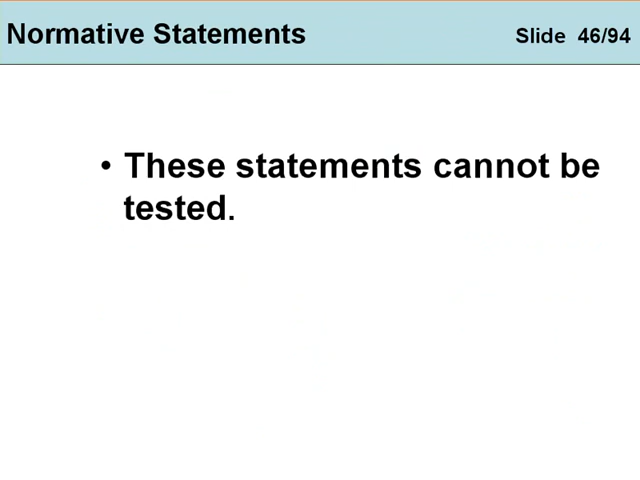 Normative Statements Slide 46/94
• These statements cannot be
tested.